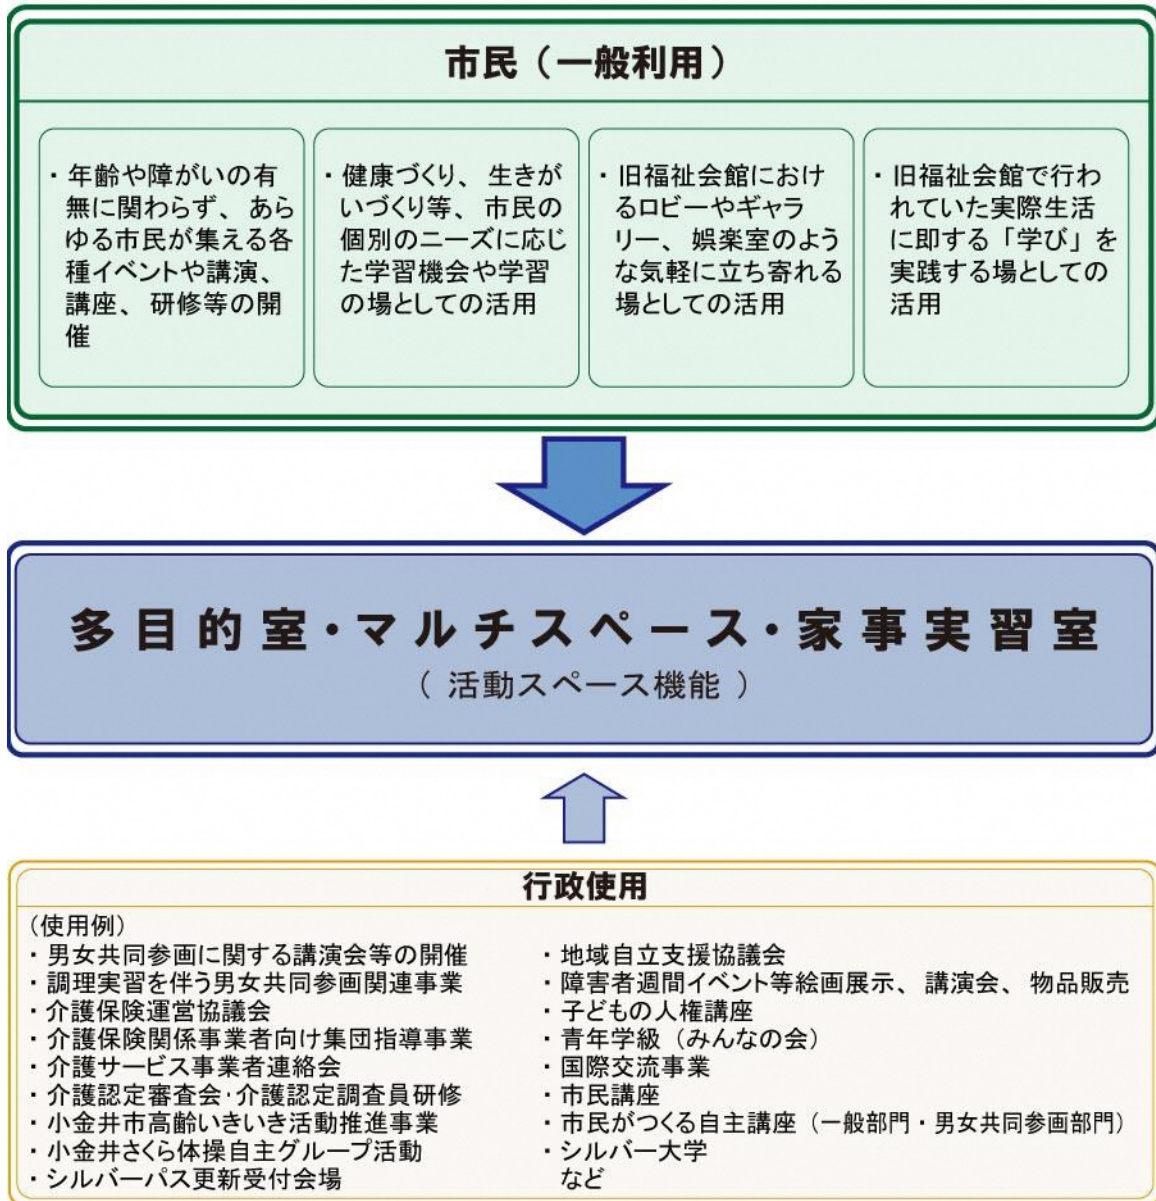 市民（一般利用）
・年齢や障がいの有
無に関わらず、あら
ゆる市民が集える各
種イベントや講演、
講座、研修等の開
催
・健康づくり、生きが
いづくり等、市民の
個別のニーズに応じ
た学習機会や学習
の場としての活用
・旧福祉会館におけ
るロビーやギャラ
リー、娯楽室のよう
な気軽に立ち寄れる
場としての活用
・旧福祉会館で行わ
れていた実際生活
に即する「学び」を
実践する場としての
活用
多目的室・マルチスペース・家事実習室
（活動スペース機能）
行政使用
（使用例）
・男女共同参画に関する講演会等の開催
・調理実習を伴う男女共同参画関連事業
・介護保険運営協議会
・介護保険関係事業者向け集団指導事業
・介護サービス事業者連絡会
・介護認定審査会・介護認定調査員研修
・小金井市高齢いきいき活動推進事業
・小金井さくら体操自主グループ活動
・シルバーパス更新受付会場
・地域自立支援協議会
・障害者週間イベント等絵画展示、講演会、物品販売
・子どもの人権講座
・青年学級（みんなの会）
・国際交流事業
・市民講座
・市民がつくる自主講座（一般部門・男女共同参画部門）
・シルバー大学
など